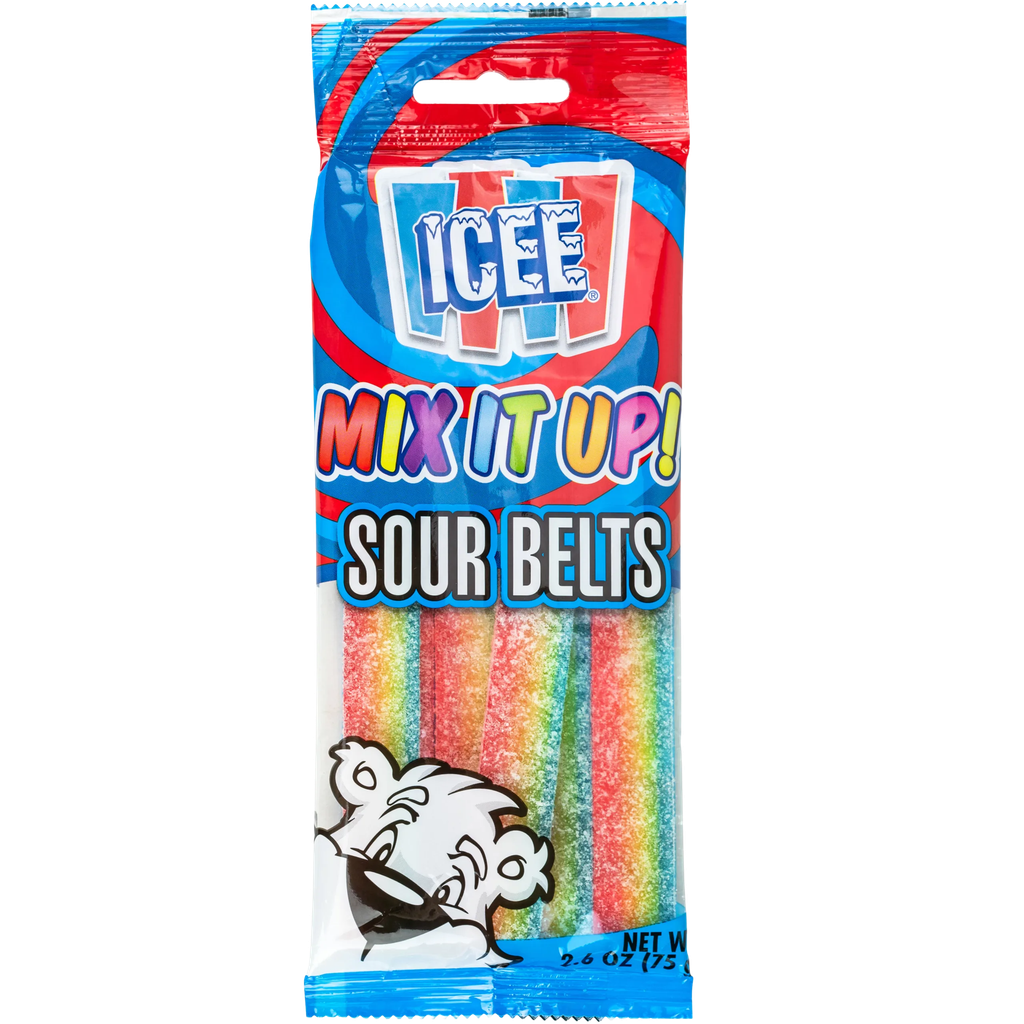 ICEE®
MIX IT UP!
SOUR BELTS
NET W
2.6 OZ (75 g